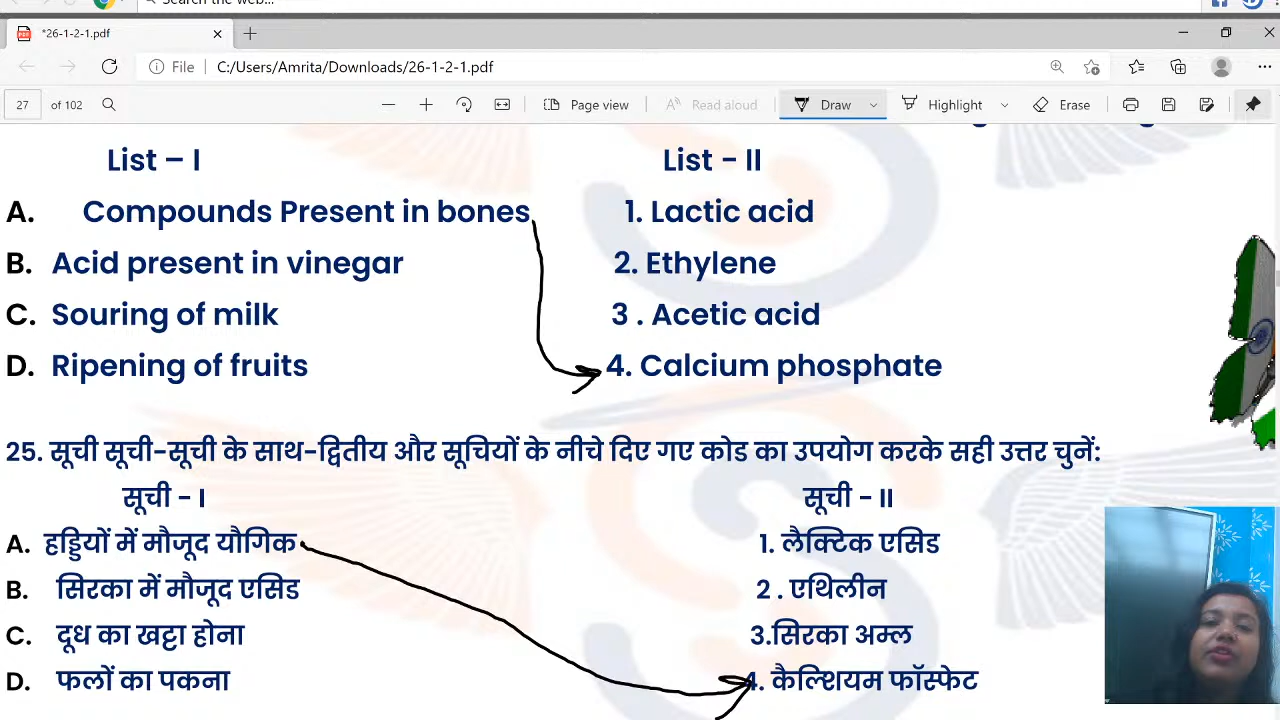 *26-1-2-1.pdf
File C:/Users/Amrita/Downloads/26-1-2-1.pdf
27 of 102 Page view Read aloud Draw Highlight Erase
List – I List - II
A. Compounds Present in bones 1. Lactic acid
B. Acid present in vinegar 2. Ethylene
C. Souring of milk 3 . Acetic acid
D. Ripening of fruits 4. Calcium phosphate
25. सूची सूची-सूची के साथ-द्वितीय और सूचियों के नीचे दिए गए कोड का उपयोग करके सही उत्तर चुनें:
सूची - I सूची - II
A. हड्डियों में मौजूद यौगिक 1. लैक्टिक एसिड
B. सिरका में मौजूद एसिड 2 . एथिलीन
C. दूध का खट्टा होना 3.सिरका अम्ल
D. फलों का पकना 4. कैल्शियम फॉस्फेट